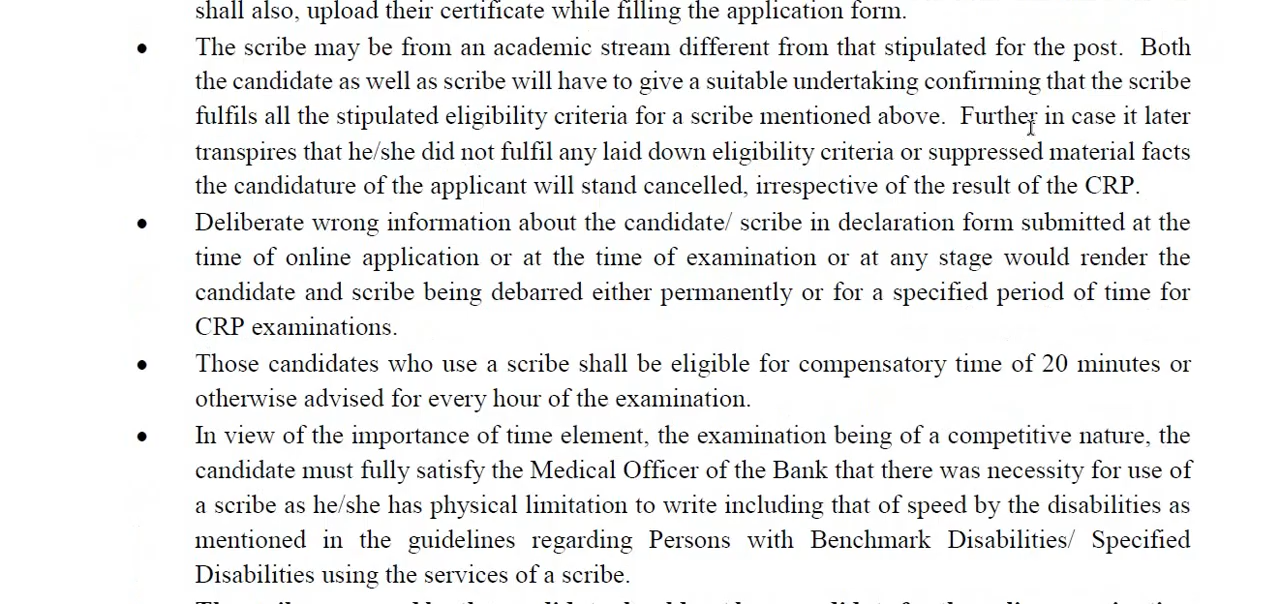 shall also, upload their certificate while filling the application form.
● The scribe may be from an academic stream different from that stipulated for the post.  Both
the candidate as well as scribe will have to give a suitable undertaking confirming that the scribe
fulfils all the stipulated eligibility criteria for a scribe mentioned above.  Further in case it later
transpires that he/she did not fulfil any laid down eligibility criteria or suppressed material facts
the candidature of the applicant will stand cancelled, irrespective of the result of the CRP.
● Deliberate wrong information about the candidate/ scribe in declaration form submitted at the
time of online application or at the time of examination or at any stage would render the
candidate and scribe being debarred either permanently or for a specified period of time for
CRP examinations.
● Those candidates who use a scribe shall be eligible for compensatory time of 20 minutes or
otherwise advised for every hour of the examination.
● In view of the importance of time element, the examination being of a competitive nature, the
candidate must fully satisfy the Medical Officer of the Bank that there was necessity for use of
a scribe as he/she has physical limitation to write including that of speed by the disabilities as
mentioned in the guidelines regarding Persons with Benchmark Disabilities/ Specified
Disabilities using the services of a scribe.